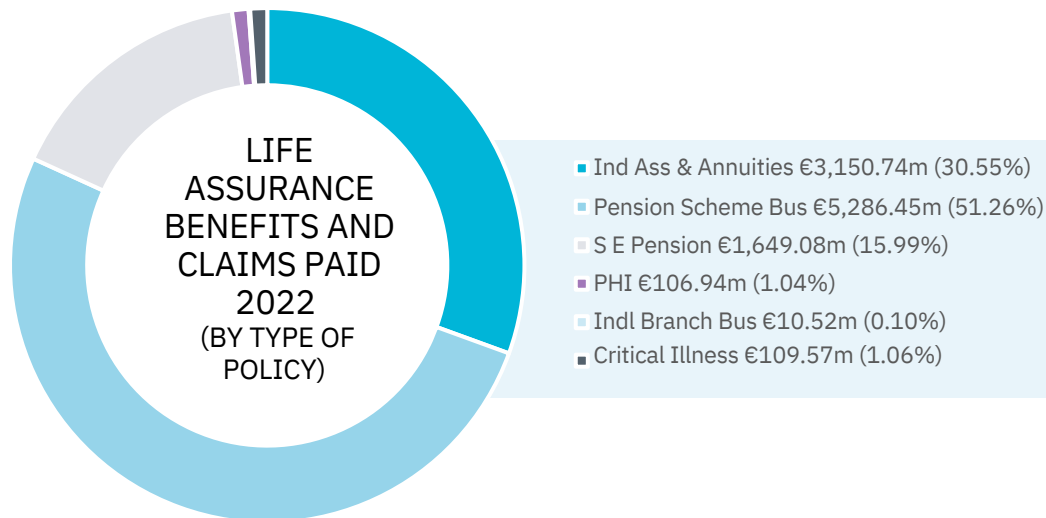 LIFE
ASSURANCE
BENEFITS AND
CLAIMS PAID
2022
(BY TYPE OF
POLICY)
Ind Ass & Annuities €3,150.74m (30.55%)
Pension Scheme Bus €5,286.45m (51.26%)
S E Pension €1,649.08m (15.99%)
PHI €106.94m (1.04%)
Indl Branch Bus €10.52m (0.10%)
Critical Illness €109.57m (1.06%)